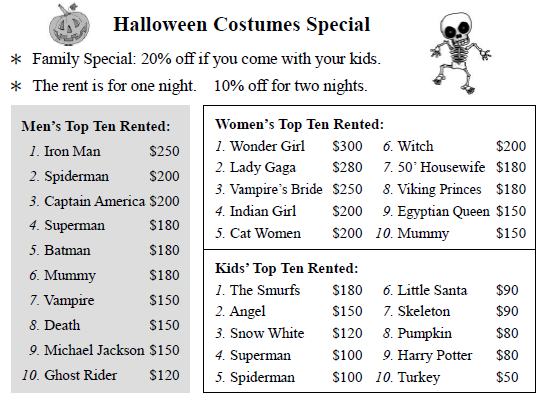 Halloween Costumes Special
* Family Special: 20% off if you come with your kids.
* The rent is for one night. 10% off for two nights.
Men's Top Ten Rented:
1. Iron Man $250
2. Spiderman $200
3. Captain America $200
4. Superman $180
5. Batman $180
6. Mummy $180
7. Vampire $150
8. Death $150
9. Michael Jackson $150
10. Ghost Rider $120
Women's Top Ten Rented:
1. Wonder Girl $300 6. Witch $200
2. Lady Gaga $280 7. 50' Housewife $180
3. Vampire's Bride $250 8. Viking Princes $180
4. Indian Girl $200 9. Egyptian Queen $150
5. Cat Women $200 10. Mummy $150
Kids' Top Ten Rented:
1. The Smurfs $180 6. Little Santa $90
2. Angel $150 7. Skeleton $90
3. Snow White $120 8. Pumpkin $80
4. Superman $100 9. Harry Potter $80
5. Spiderman $100 10. Turkey $50